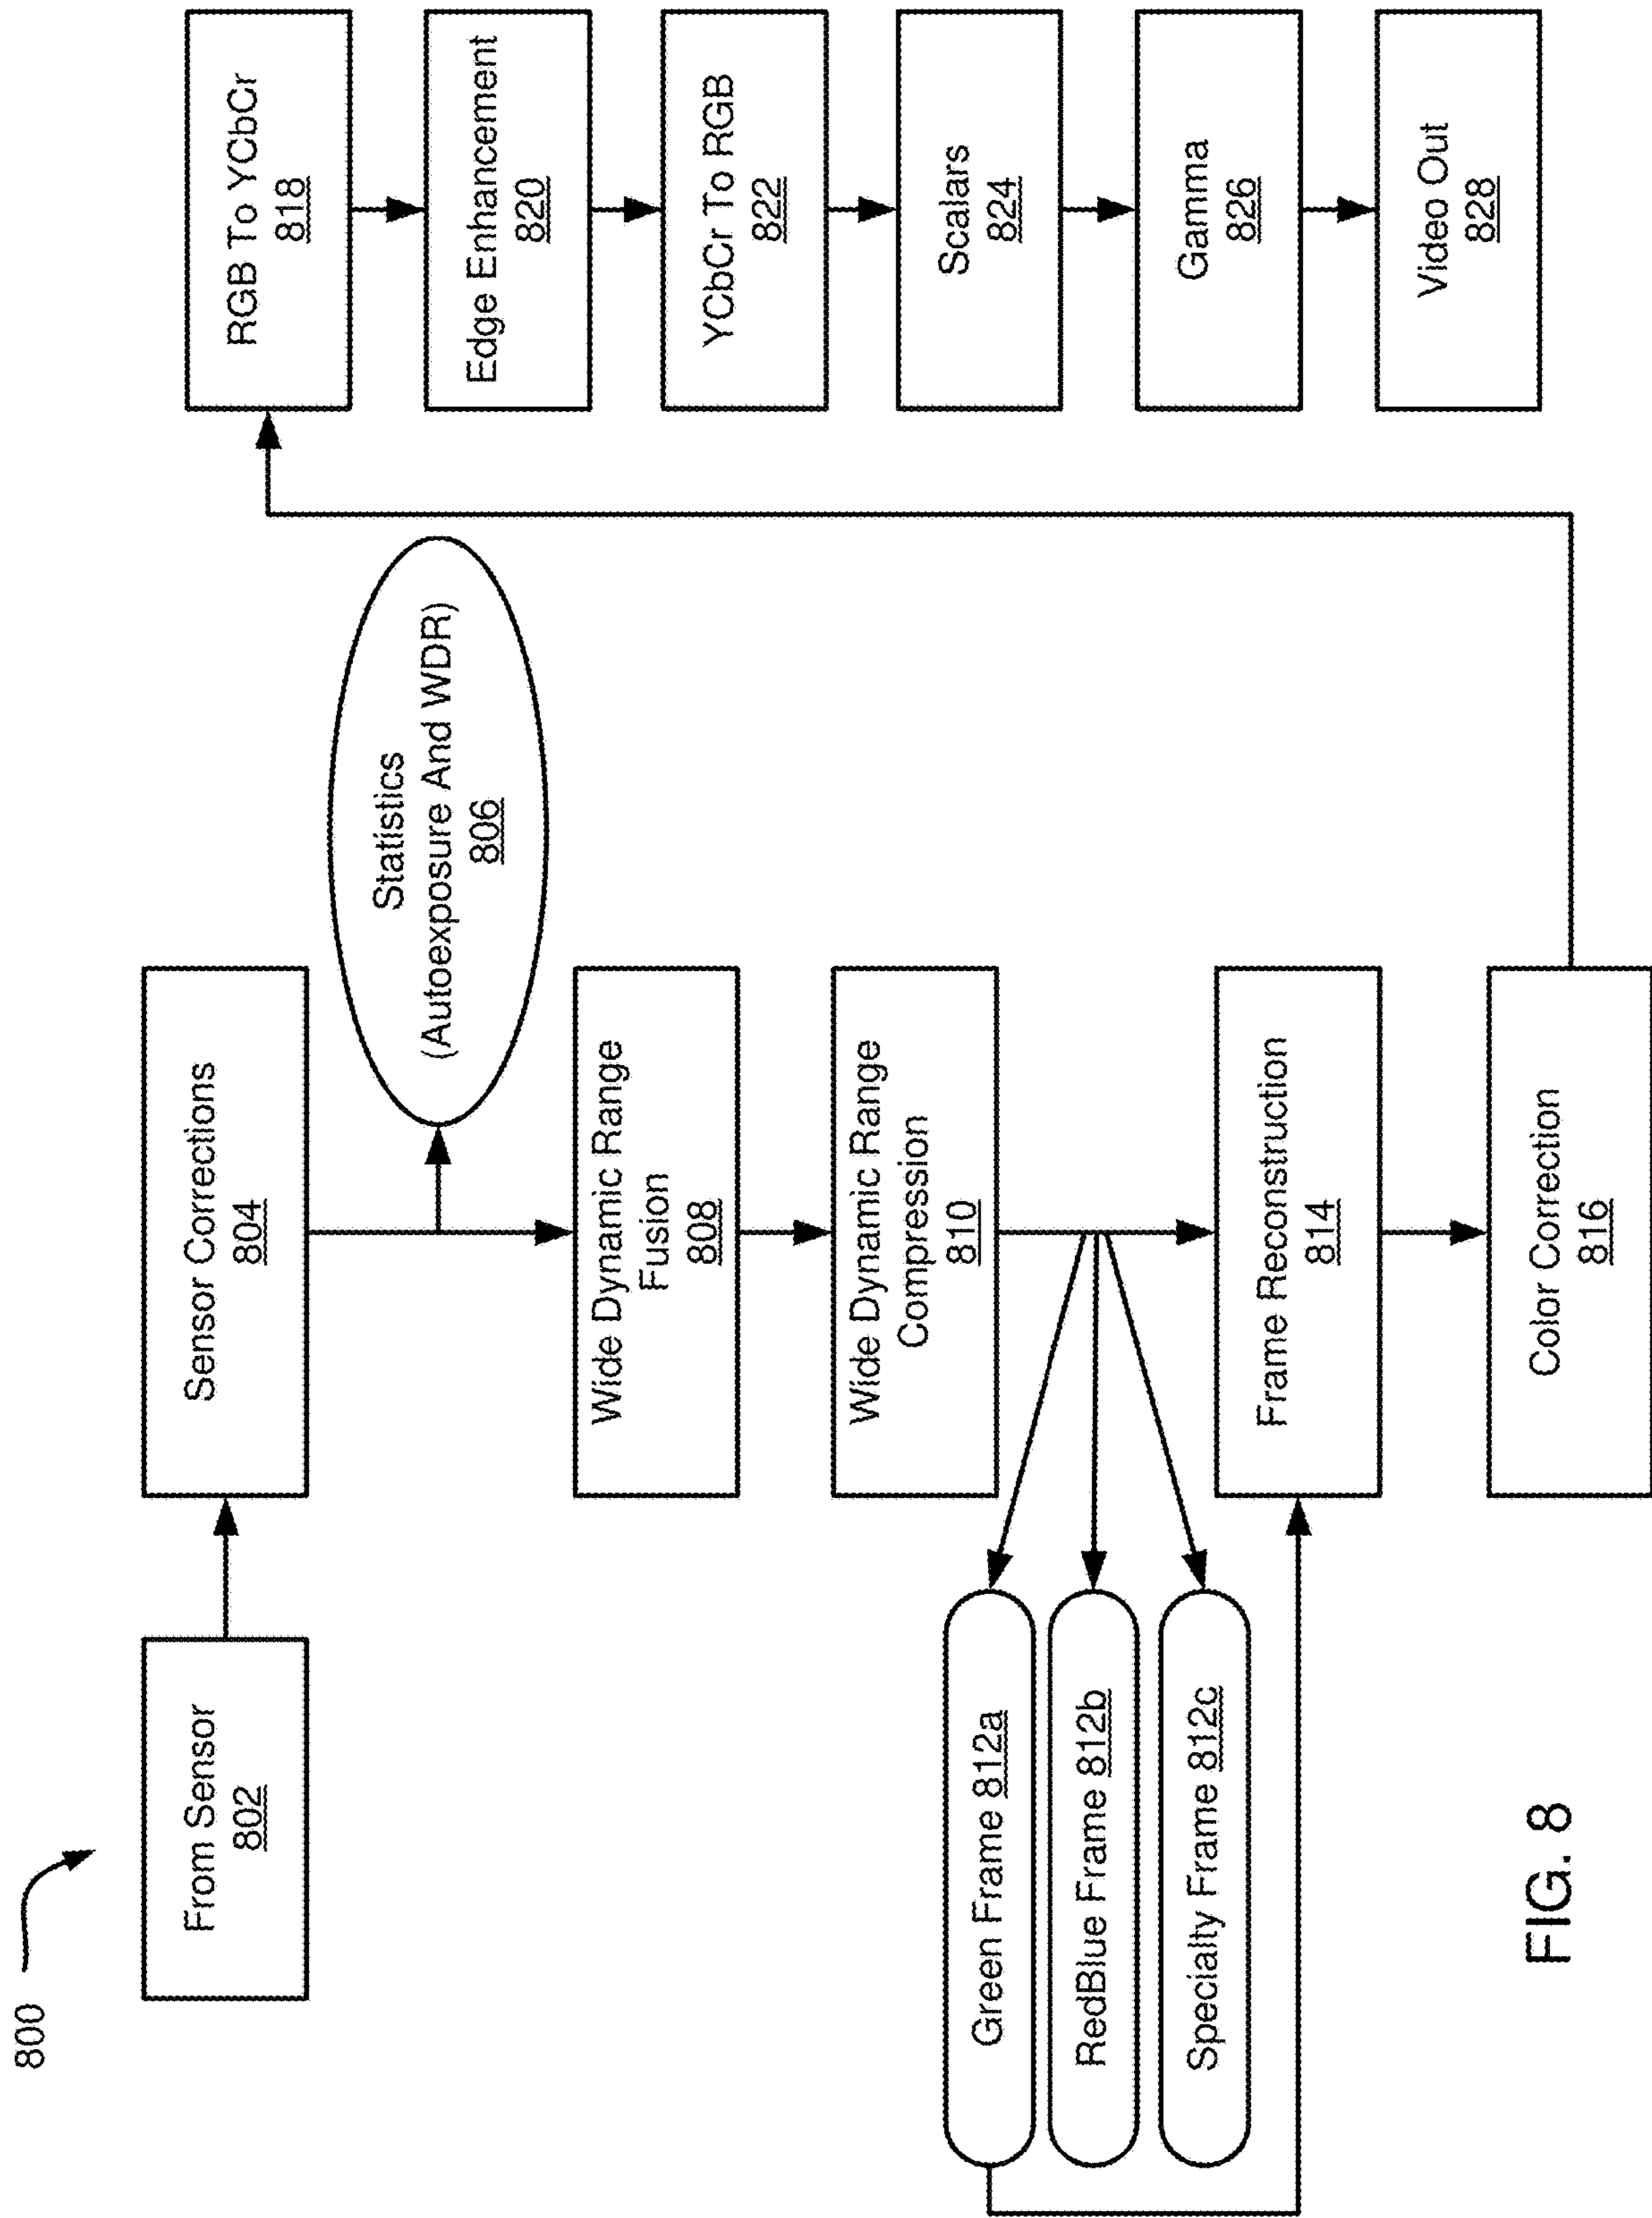 800
From Sensor
802
Sensor Corrections
804
Statistics
(Autoexposure And WDR)
806
Wide Dynamic Range
Fusion
808
Wide Dynamic Range
Compression
810
Green Frame 812a
RedBlue Frame 812b
Specialty Frame 812c
Frame Reconstruction
814
Color Correction
816
RGB To YCbCr
818
Edge Enhancement
820
YCbCr To RGB
822
Scalars
824
Gamma
826
Video Out
828
FIG. 8